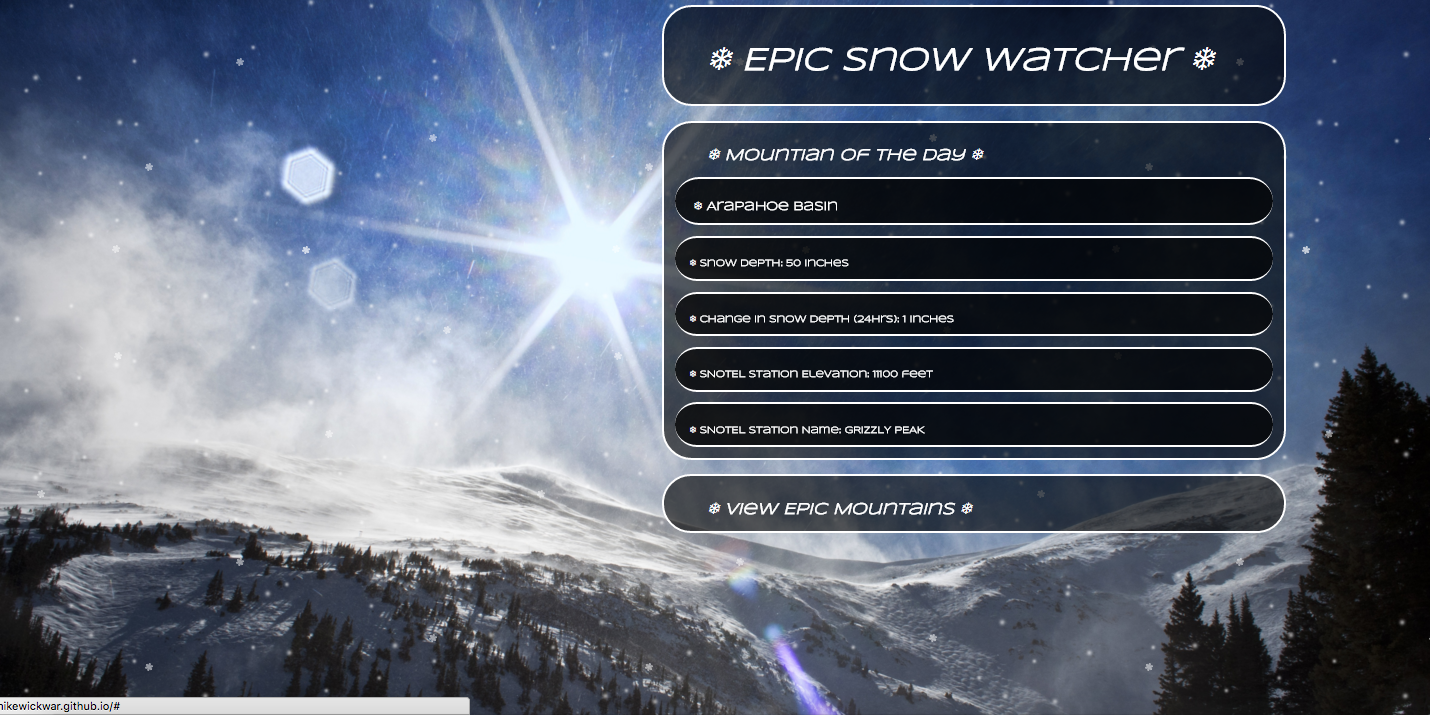 ❄ EPIC SNOW WATCHER ❄
❄ MOUNTIAN OF THE DAY ❄
❄ ARAPAHOE BASIN
❄ SNOW DEPTH: 50 INCHES
❄ CHANGE IN SNOW DEPTH (24HRS): 1 INCHES
❄ SNOTEL STATION ELEVATION: 11100 FEET
❄ SNOTEL STATION NAME: GRIZZLY PEAK
❄ VIEW EPIC MOUNTAINS ❄
mikewickwar.github.io/#